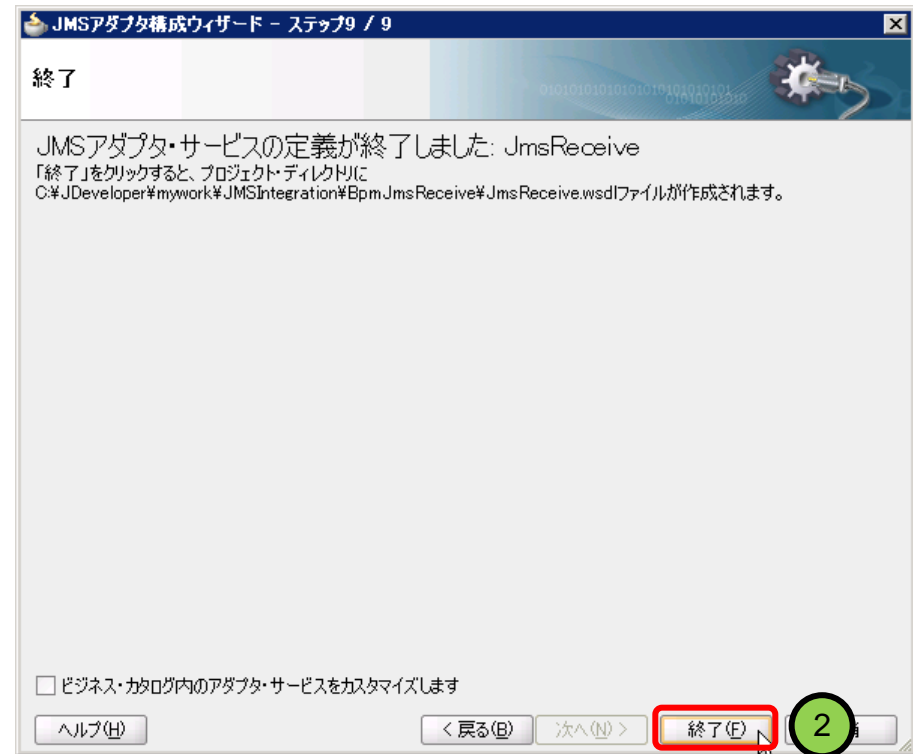 JMSアダプタ構成ウィザード - ステップ9 / 9
終了
JMSアダプタ・サービスの定義が終了しました: JmsReceive
「終了」をクリックすると、プロジェクト・ディレクトリに
C:¥JDeveloper¥mywork¥JMSIntegration¥BpmJmsReceive¥JmsReceive.wsdlファイルが作成されます。
ビジネス・カタログ内のアダプタ・サービスをカスタマイズします
ヘルプ(H) < 戻る(B) 次へ(N) > 終了(F) 2